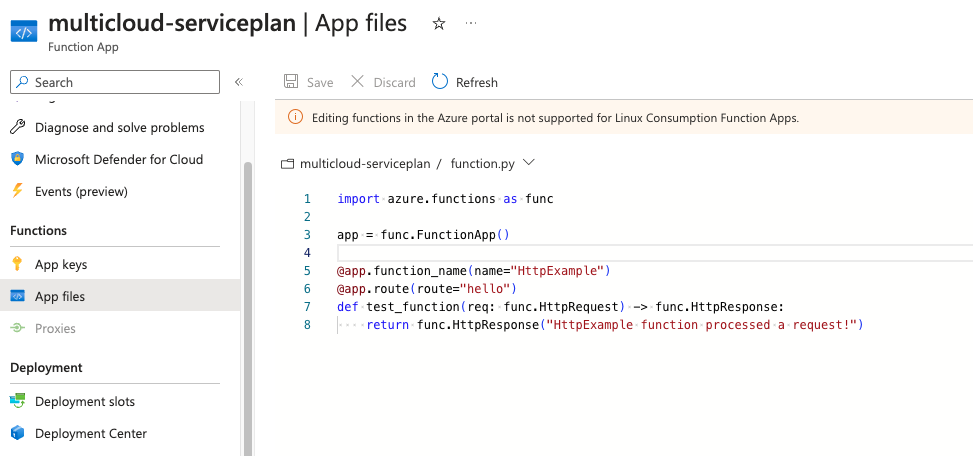 multicloud-serviceplan | App files
Function App
Search
Save
Discard
Refresh
Diagnose and solve problems
Microsoft Defender for Cloud
Events (preview)
Functions
App keys
App files
Proxies
Deployment
Deployment slots
Deployment Center
Editing functions in the Azure portal is not supported for Linux Consumption Function Apps.
multicloud-serviceplan / function.py
1 import azure.functions as func
2
3 app = func.FunctionApp()
4
5 @app.function_name(name="HttpExample")
6 @app.route(route="hello")
7 def test_function(req: func.HttpRequest) -> func.HttpResponse:
8     return func.HttpResponse("HttpExample function processed a request!")